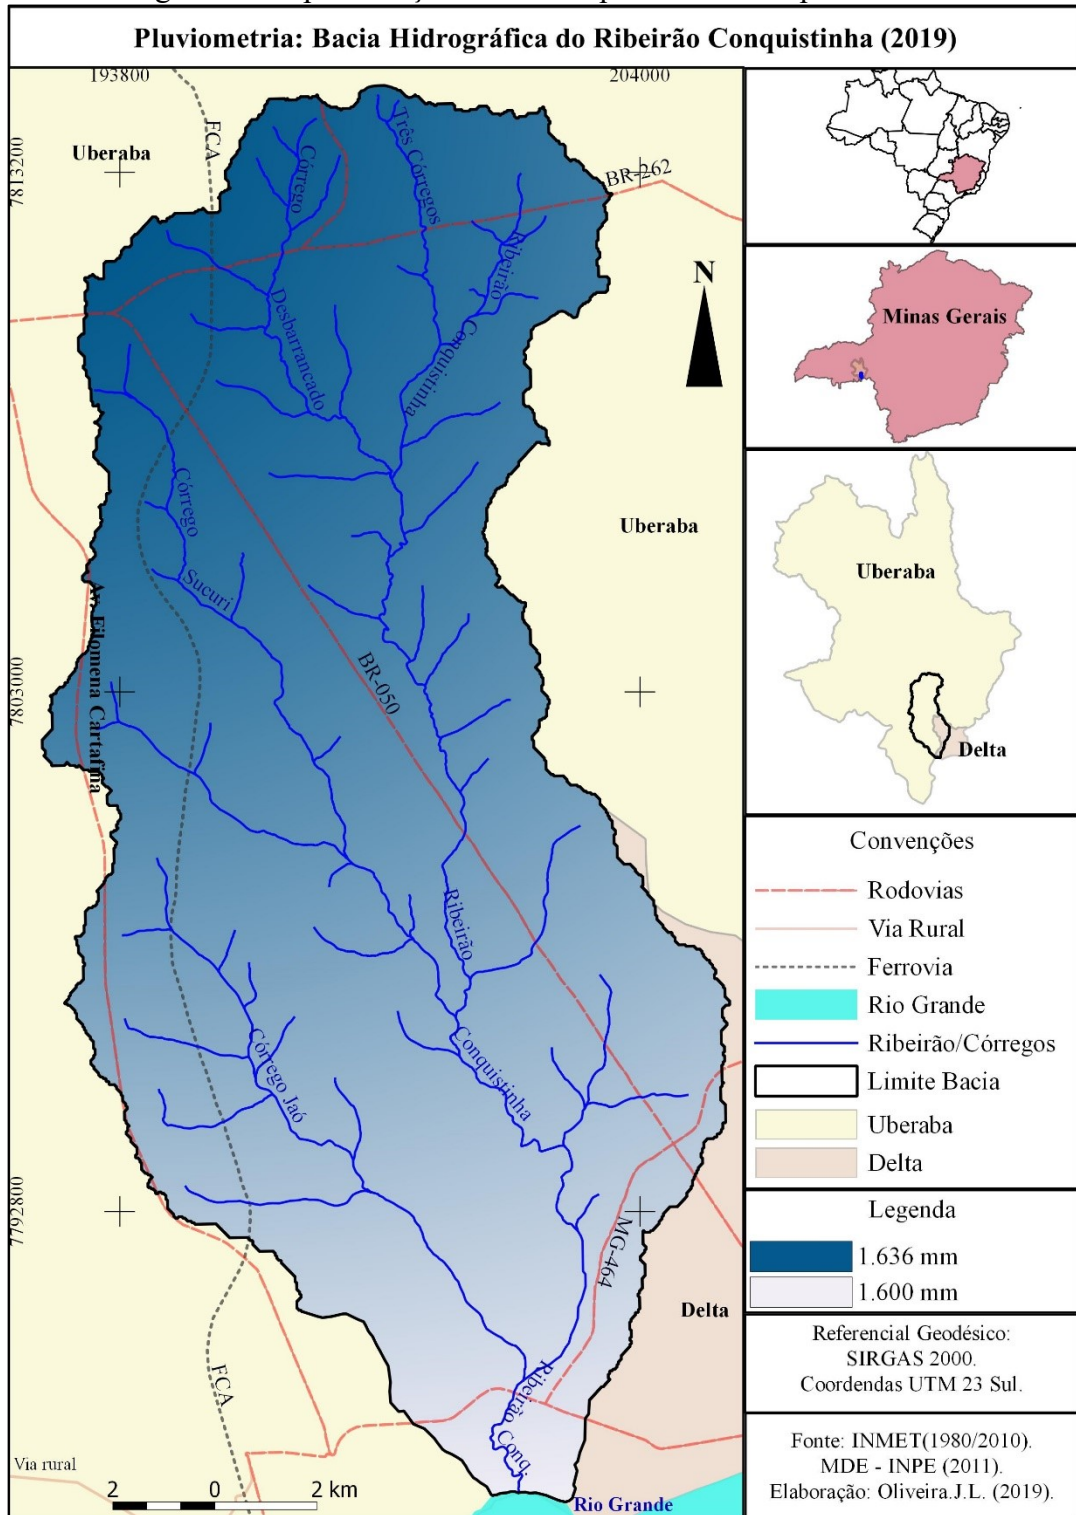 Pluviometria: Bacia Hidrográfica do Ribeirão Conquistinha (2019)
193800
204000
7813200
7803000
7792800
Uberaba
FCA
Córrego
Três Córregos
BR-262
Ribeirão
Conquistinha
Desbarrancado
N
Córrego
Sucuri
Uberaba
Av. Filomena Cartafina
BR-050
Ribeirão
Conquistinha
Córrego Jaó
MG-464
Delta
FCA
Ribeirão Conq.
Via rural
2 0 2 km
Rio Grande
Minas Gerais
Uberaba
Delta
Convenções
Rodovias
Via Rural
Ferrovia
Rio Grande
Ribeirão/Córregos
Limite Bacia
Uberaba
Delta
Legenda
1.636 mm
1.600 mm
Referencial Geodésico:
SIRGAS 2000.
Coordendas UTM 23 Sul.
Fonte: INMET(1980/2010).
MDE - INPE (2011).
Elaboração: Oliveira.J.L. (2019).